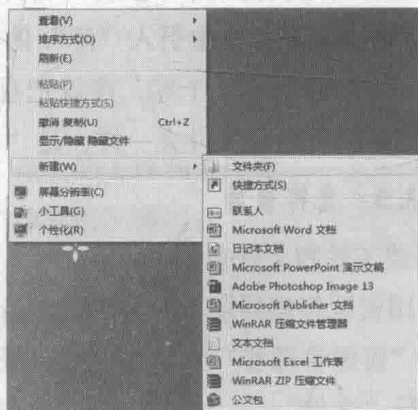 查看(V)
排序方式(O)
刷新(E)
粘贴(P)
粘贴快捷方式(S)
撤消 复制(U) Ctrl+Z
显示/隐藏 隐藏文件
新建(W)
屏幕分辨率(C)
小工具(G)
个性化(R)
文件夹(F)
快捷方式(S)
联系人
Microsoft Word 文档
日记本文档
Microsoft PowerPoint 演示文稿
Adobe Photoshop Image 13
Microsoft Publisher 文档
WinRAR 压缩文件管理器
文本文档
Microsoft Excel 工作表
WinRAR ZIP 压缩文件
公文包